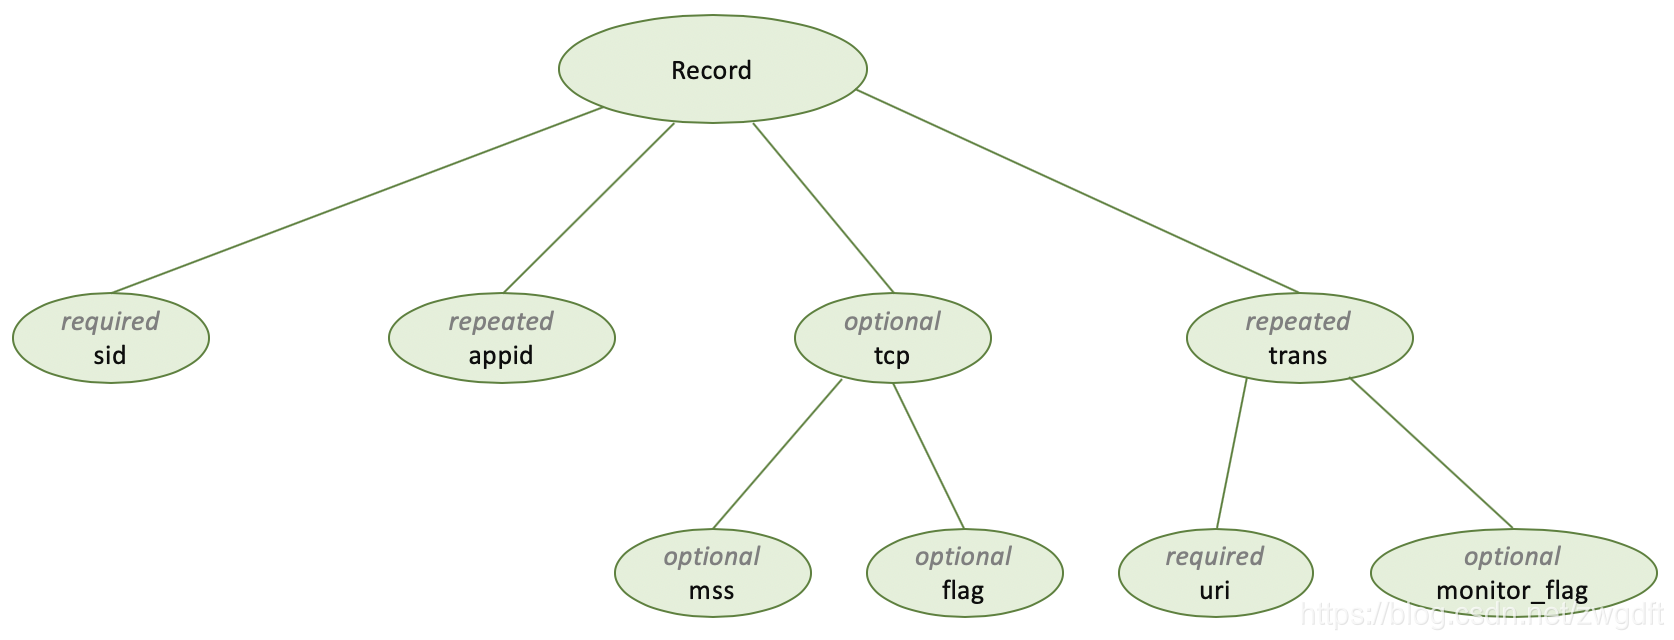 Record
required
sid
repeated
appid
optional
tcp
repeated
trans
optional
mss
optional
flag
required
uri
optional
monitor_flag
https://blog.csdn.net/zwgdft